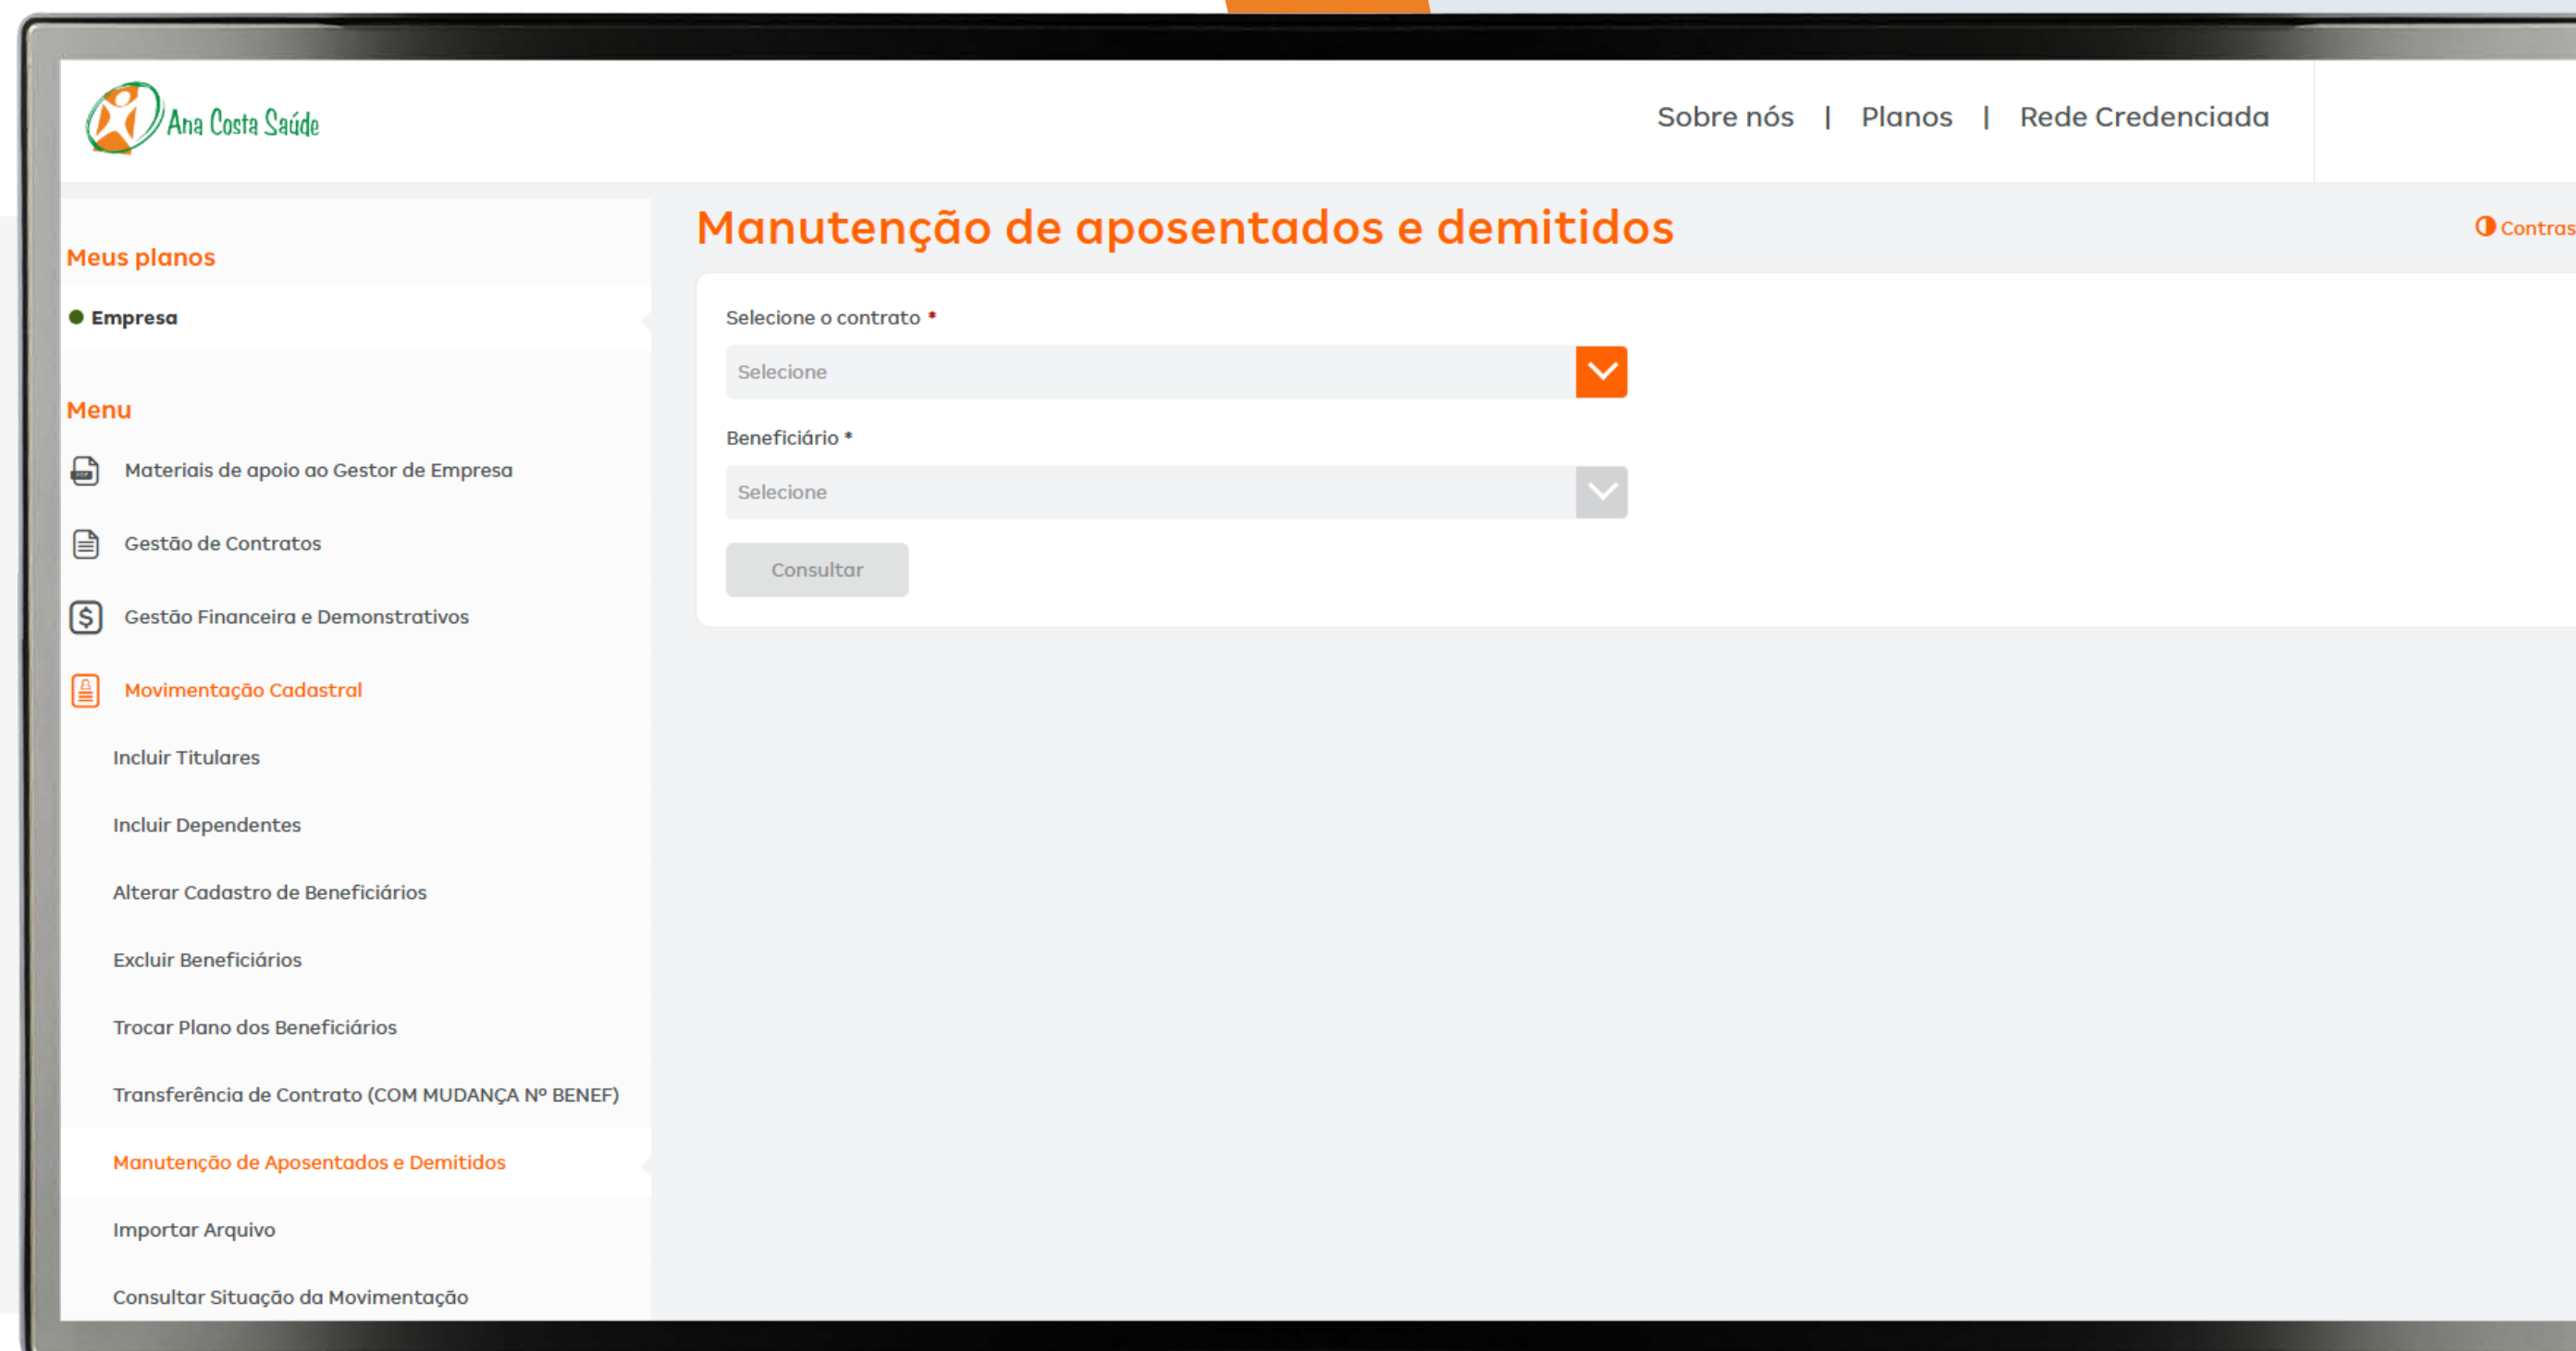 Ana Costa Saúde
Sobre nós | Planos | Rede Credenciada
Manutenção de aposentados e demitidos
Contras
Meus planos
Empresa
Selecione o contrato *
Selecione
Beneficiário *
Selecione
Consultar
Menu
Materiais de apoio ao Gestor de Empresa
Gestão de Contratos
Gestão Financeira e Demonstrativos
Movimentação Cadastral
Incluir Titulares
Incluir Dependentes
Alterar Cadastro de Beneficiários
Excluir Beneficiários
Trocar Plano dos Beneficiários
Transferência de Contrato (COM MUDANÇA Nº BENEF)
Manutenção de Aposentados e Demitidos
Importar Arquivo
Consultar Situação da Movimentação